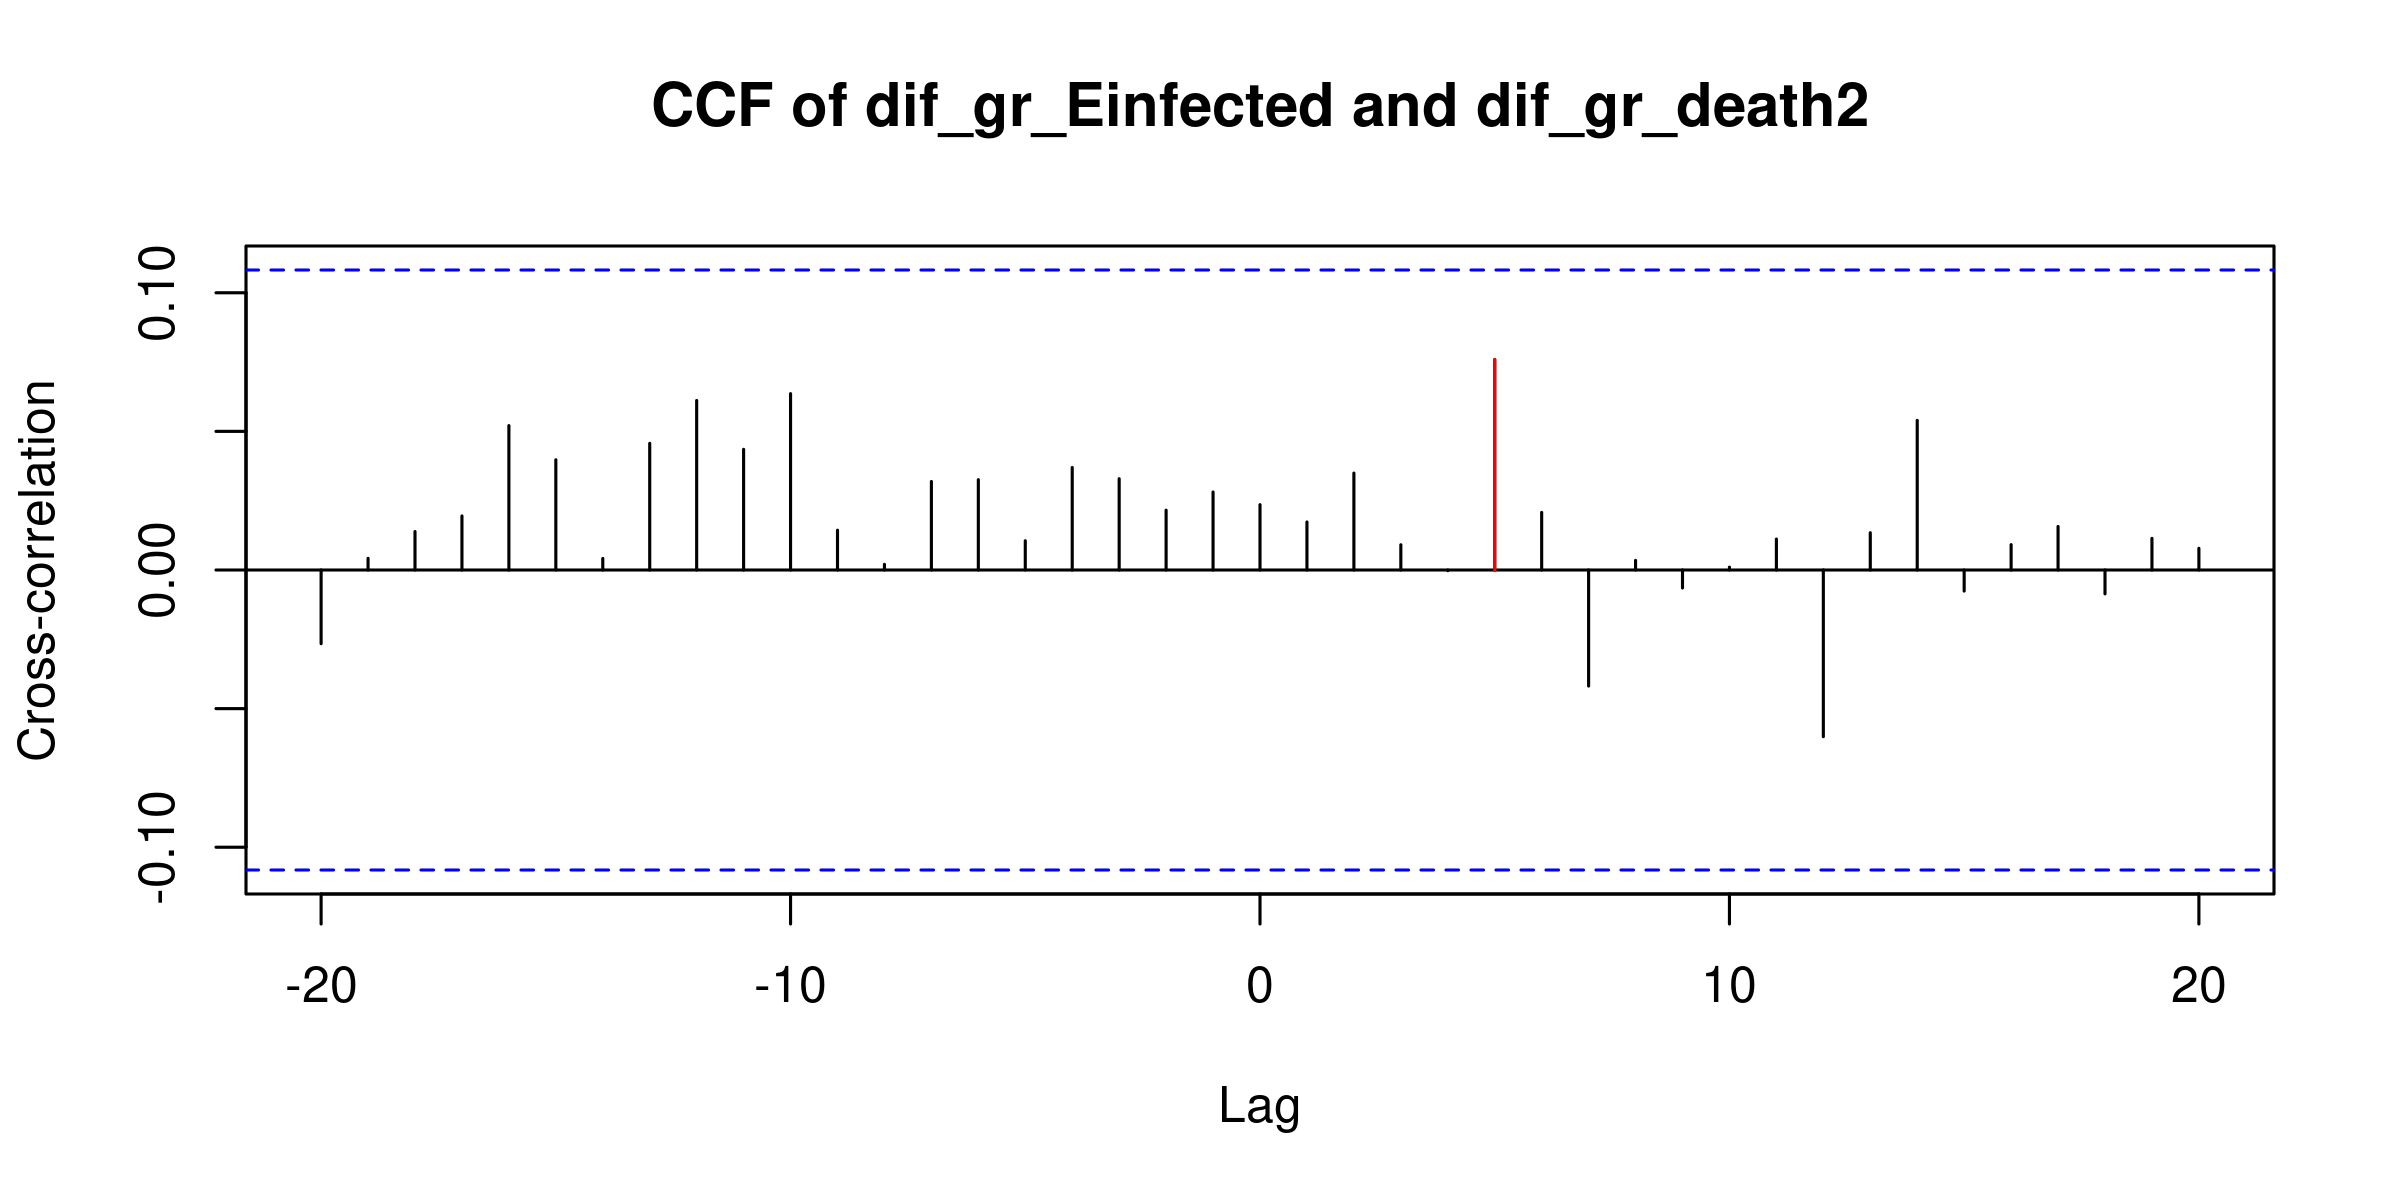 CCF of dif_gr_Einfected and dif_gr_death2
Cross-correlation
0.10
0.00
-0.10
-20 -10 0 10 20
Lag